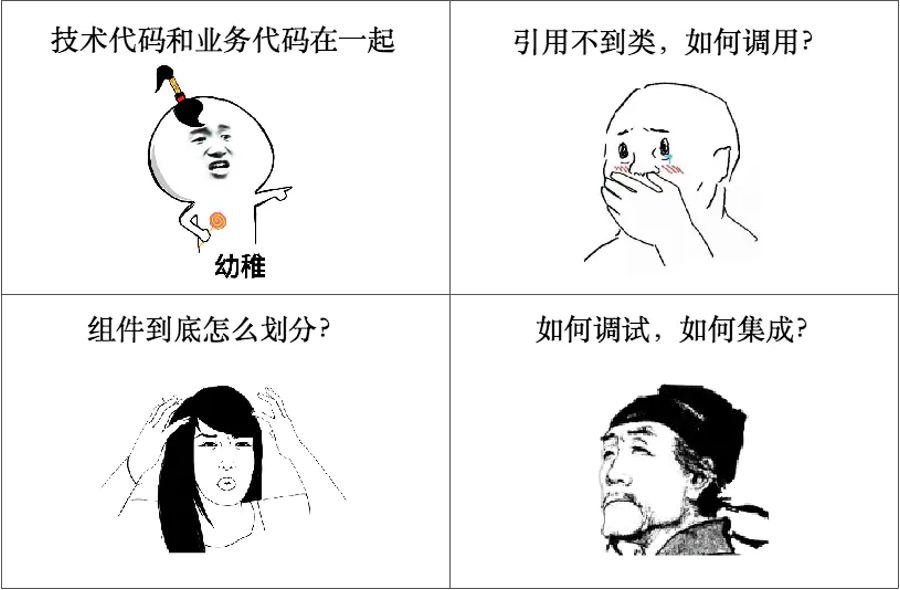 技术代码和业务代码在一起
幼稚
引用不到类，如何调用?
组件到底怎么划分?
如何调试，如何集成?